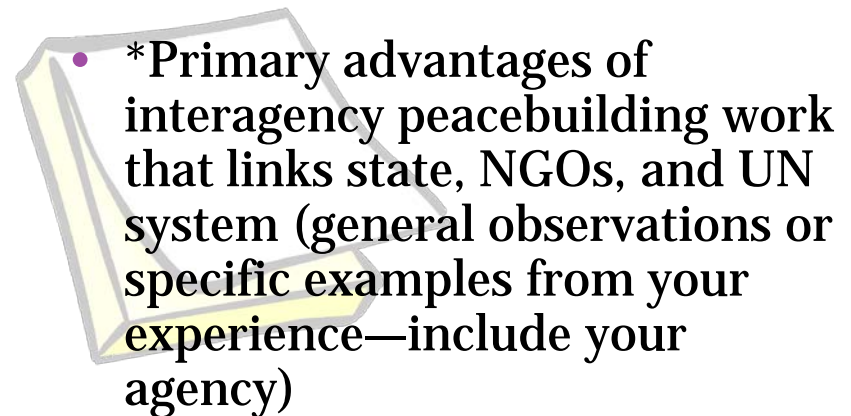 • *Primary advantages of
interagency peacebuilding work
that links state, NGOs, and UN
system (general observations or
specific examples from your
experience—include your
agency)